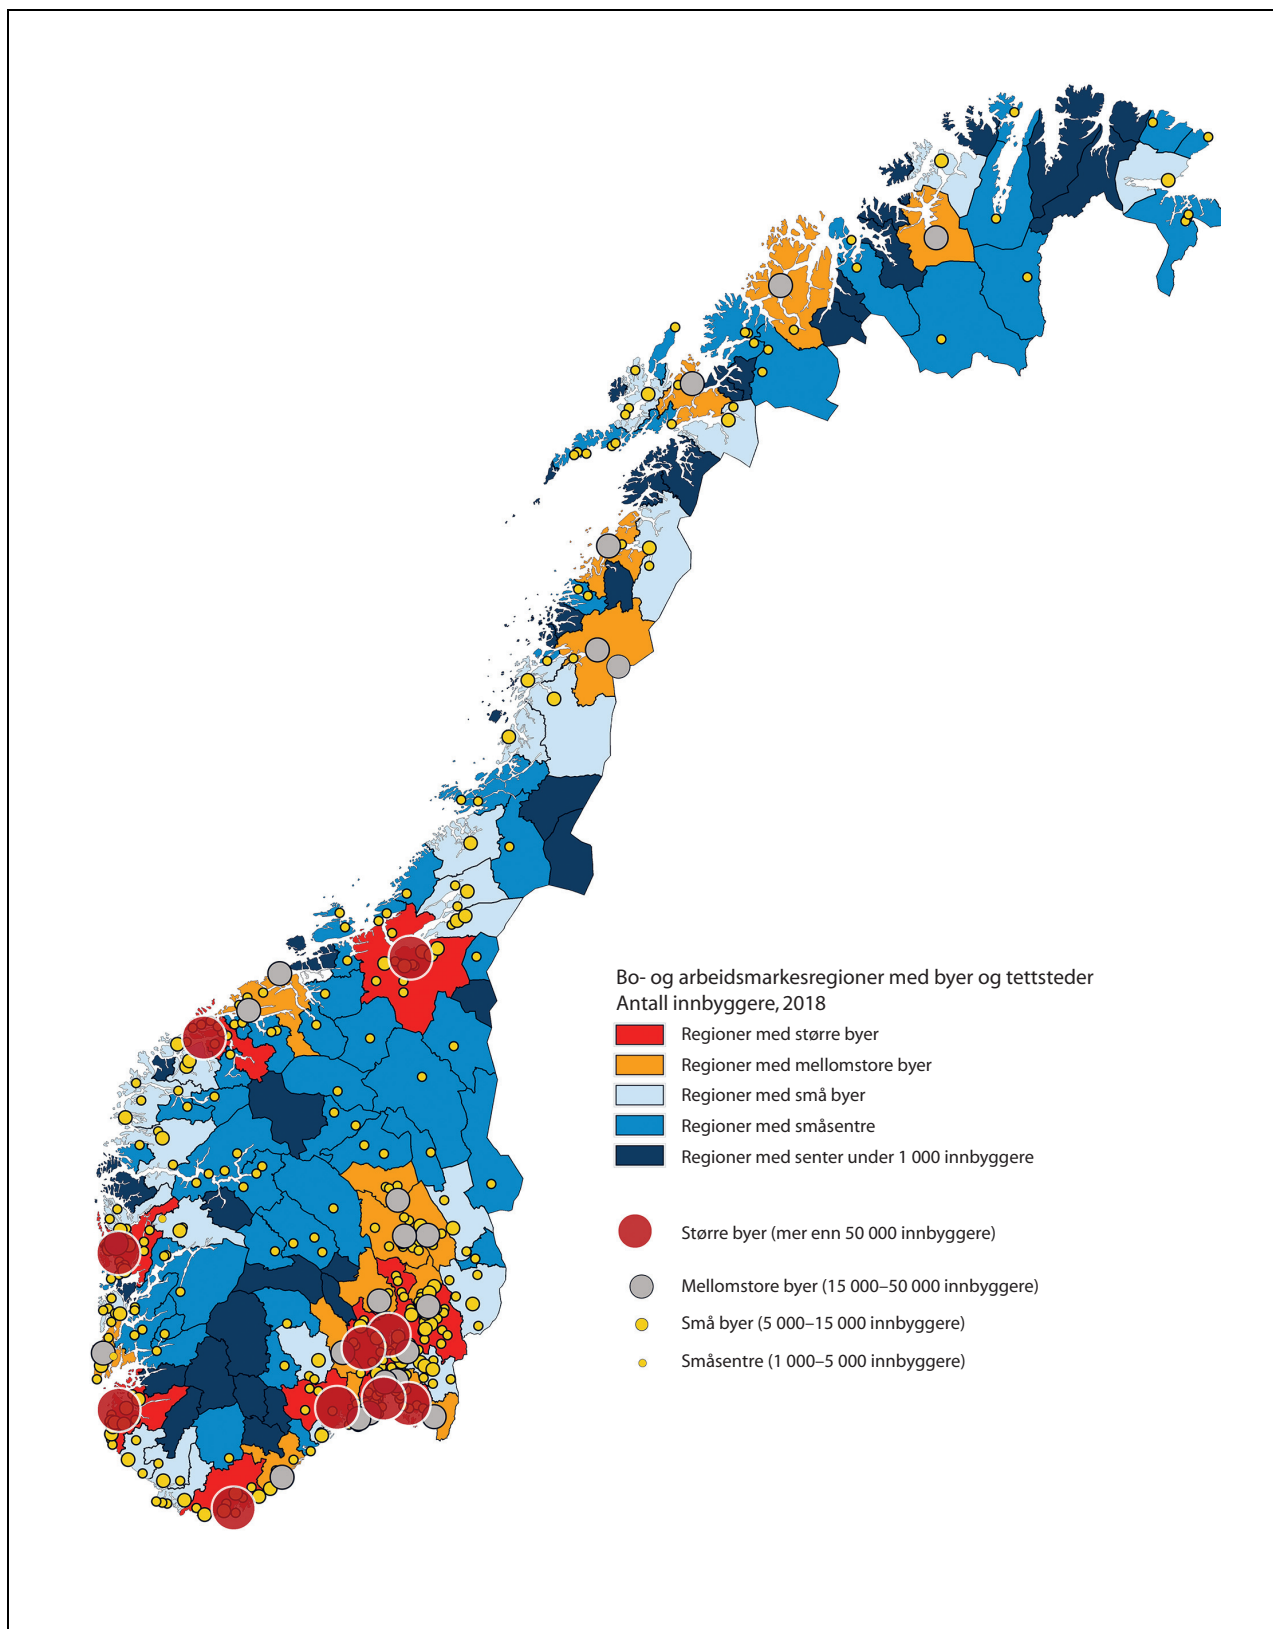 Bo- og arbeidsmarkesregioner med byer og tettsteder
Antall innbyggere, 2018
Regioner med større byer
Regioner med mellomstore byer
Regioner med små byer
Regioner med småsentre
Regioner med senter under 1 000 innbyggere
Større byer (mer enn 50 000 innbyggere)
Mellomstore byer (15 000–50 000 innbyggere)
Små byer (5 000–15 000 innbyggere)
Småsentre (1 000–5 000 innbyggere)